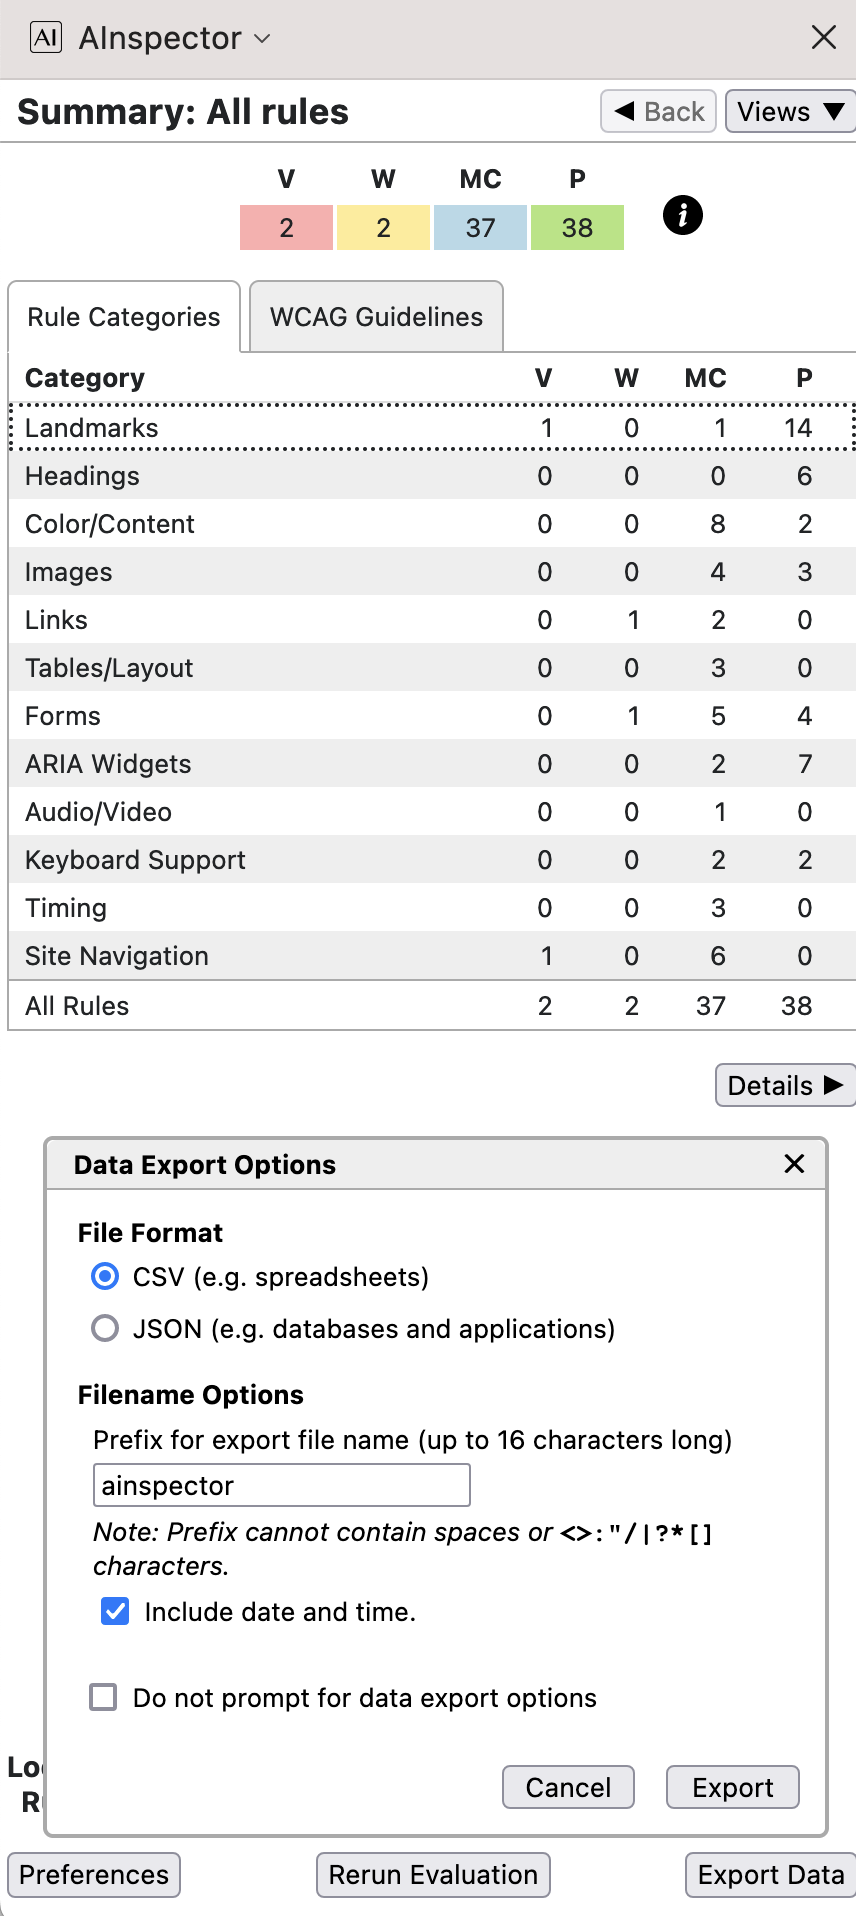 AI AInspector
Summary: All rules ◀ Back Views ▼
V W MC P
2 2 37 38
i
Rule Categories WCAG Guidelines
Category V W MC P
Landmarks 1 0 1 14
Headings 0 0 0 6
Color/Content 0 0 8 2
Images 0 0 4 3
Links 0 1 2 0
Tables/Layout 0 0 3 0
Forms 0 1 5 4
ARIA Widgets 0 0 2 7
Audio/Video 0 0 1 0
Keyboard Support 0 0 2 2
Timing 0 0 3 0
Site Navigation 1 0 6 0
All Rules 2 2 37 38
Details ▶
Data Export Options
File Format
CSV (e.g. spreadsheets)
JSON (e.g. databases and applications)
Filename Options
Prefix for export file name (up to 16 characters long)
ainspector
Note: Prefix cannot contain spaces or <>:"/|?*[]
characters.
Include date and time.
Do not prompt for data export options
Cancel Export
Preferences Rerun Evaluation Export Data